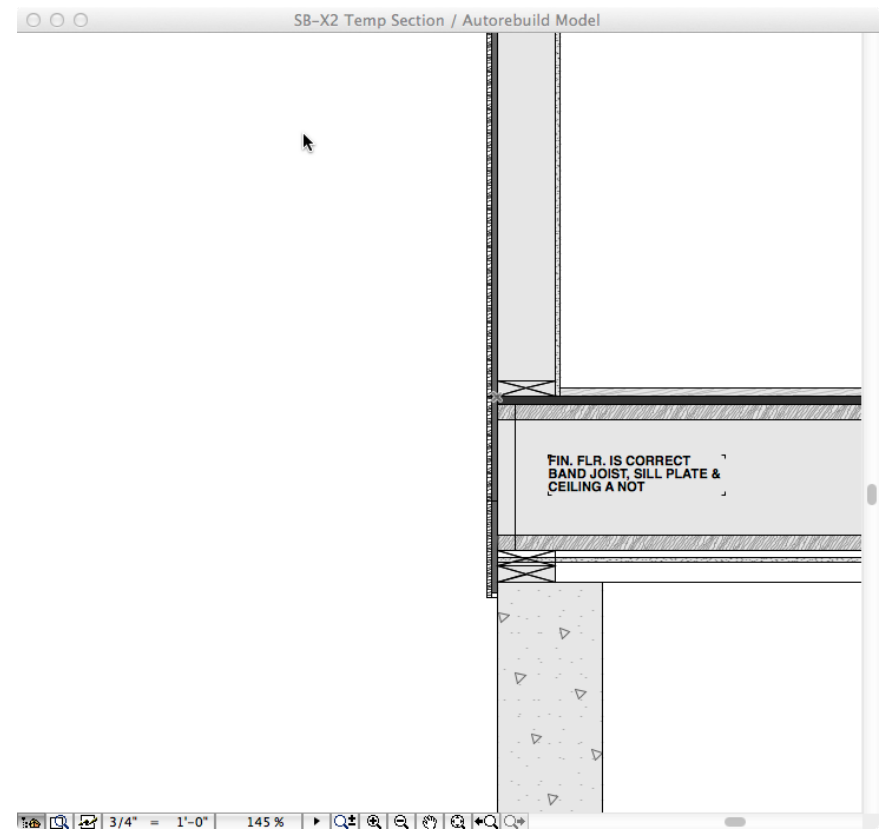 SB-X2 Temp Section / Autorebuild Model
FIN. FLR. IS CORRECT
BAND JOIST, SILL PLATE &
CEILING A NOT
3/4" = 1'-0" 145 %